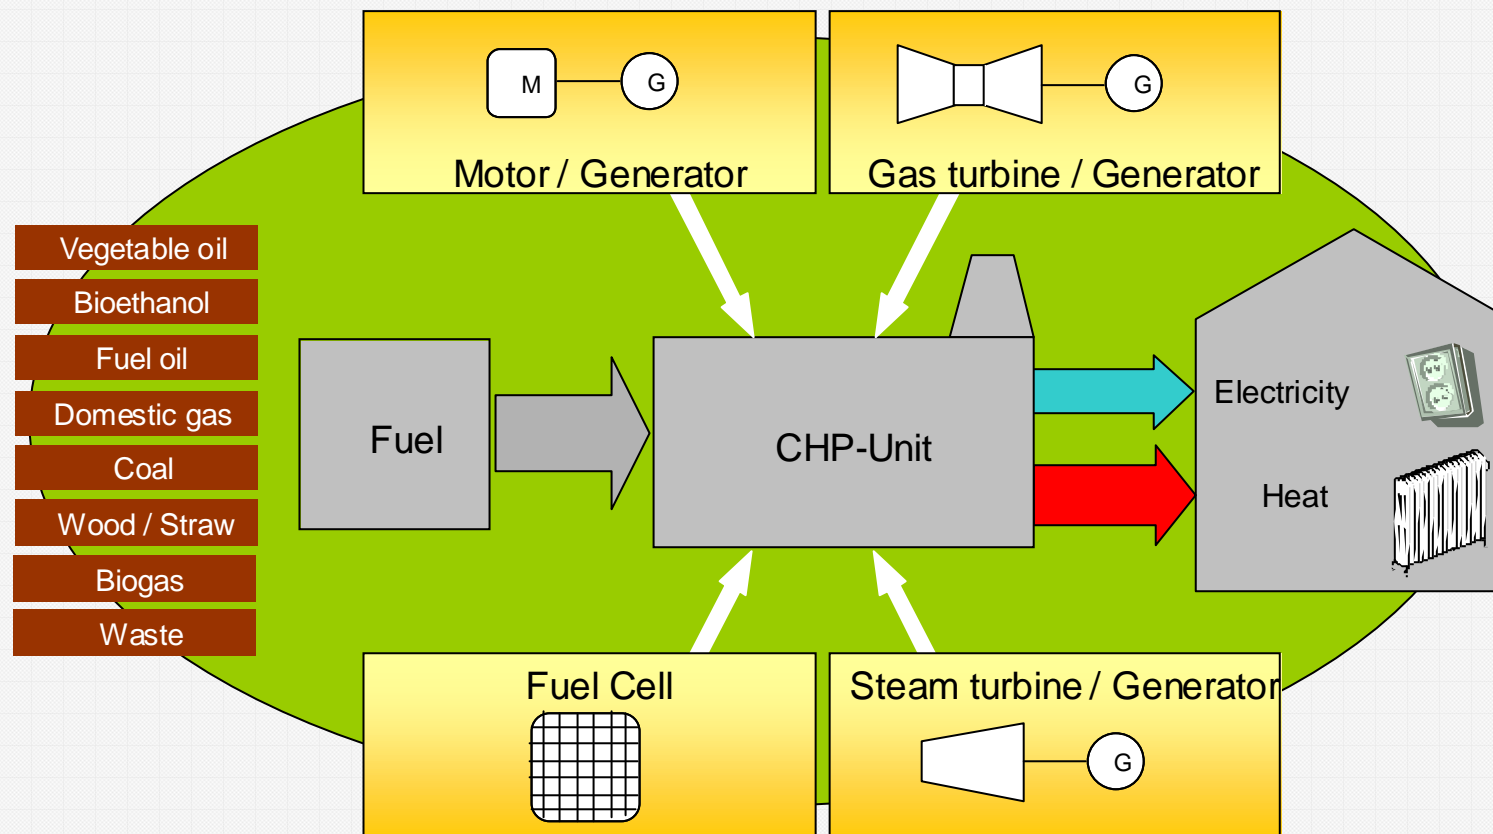 M
G
G
Motor / Generator
Gas turbine / Generator
Vegetable oil
Bioethanol
Fuel oil
Domestic gas
Coal
Wood / Straw
Biogas
Waste
Fuel
CHP-Unit
Electricity
Heat
Fuel Cell
Steam turbine / Generator
G